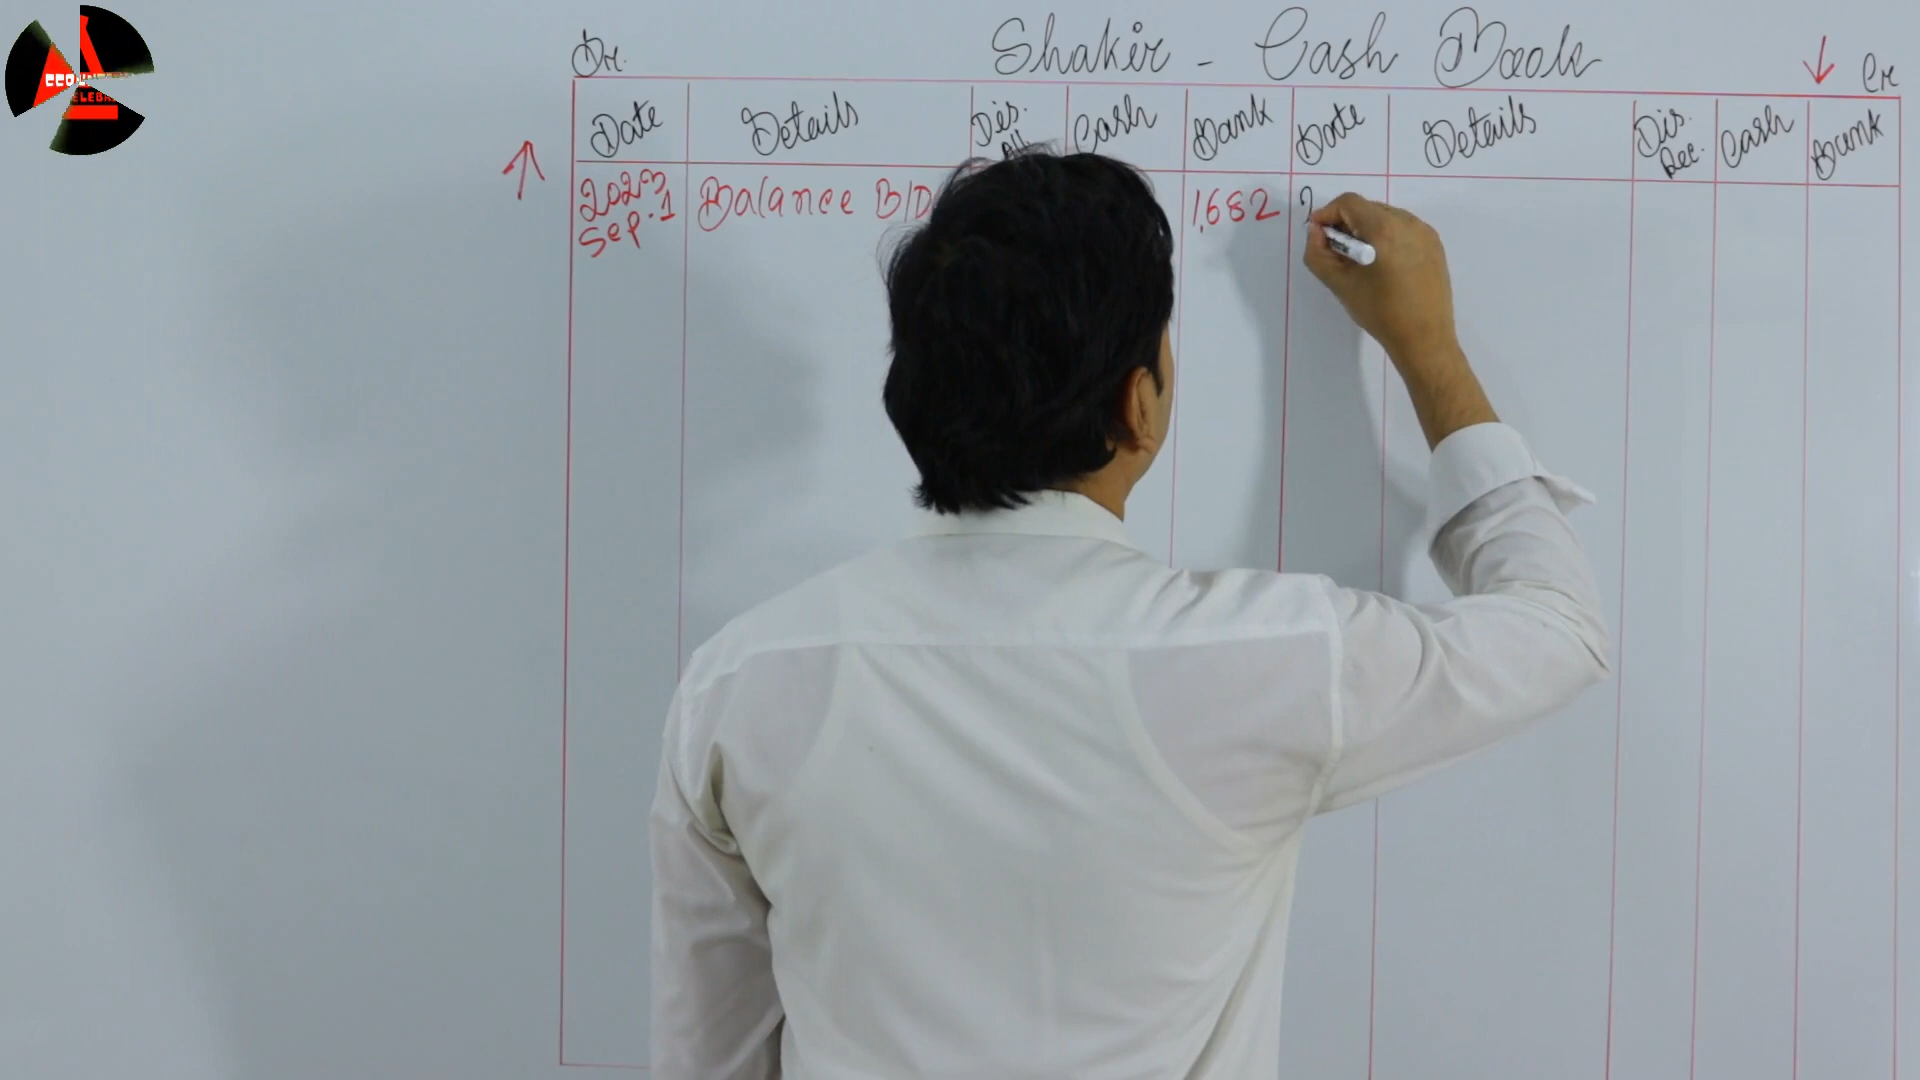 Dr.
Shakir - Cash Book
Cr
Date Details Dis. Cash Bank Date Details Dis. Rec. Cash Bank
2023 Sep. 1 Balance B/D 1,682 2